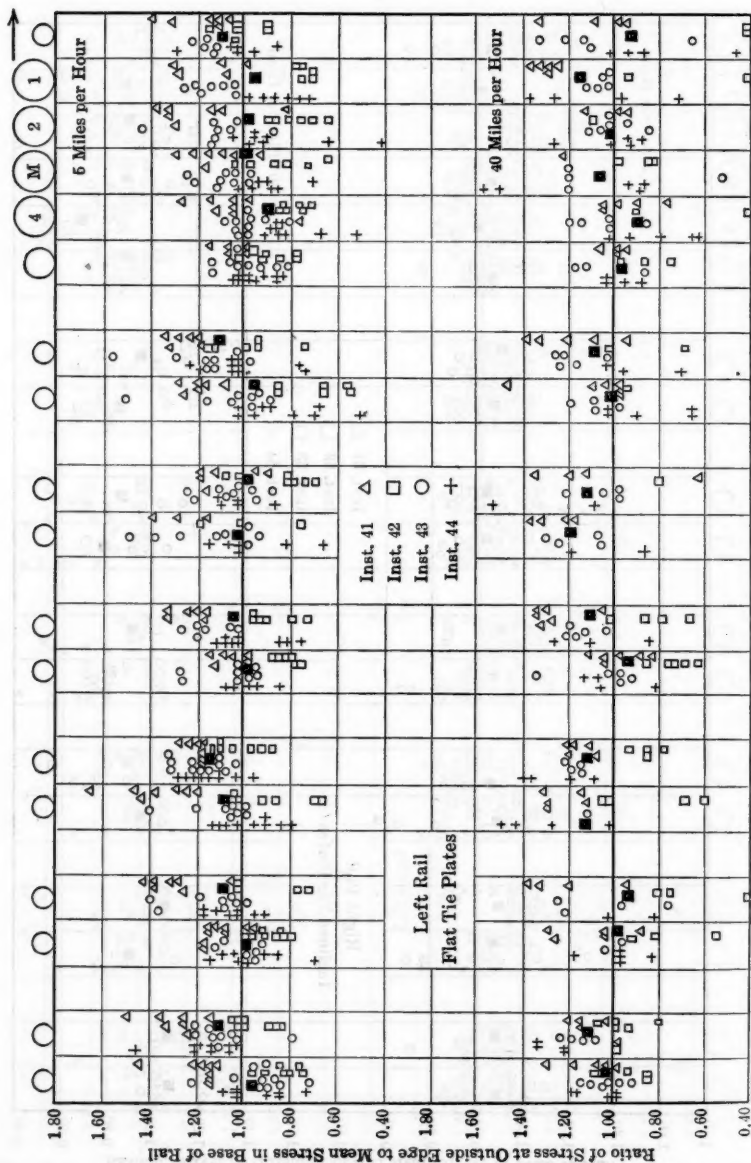 1
2
M
4
5 Miles per Hour
40 Miles per Hour
Inst. 41
Inst. 42
Inst. 43
Inst. 44
Left Rail
Flat Tie Plates
1.80
1.60
1.40
1.20
1.00
0.80
0.60
0.40
1.80
1.60
1.40
1.20
1.00
0.80
0.60
0.40
Ratio of Stress at Outside Edge to Mean Stress in Base of Rail